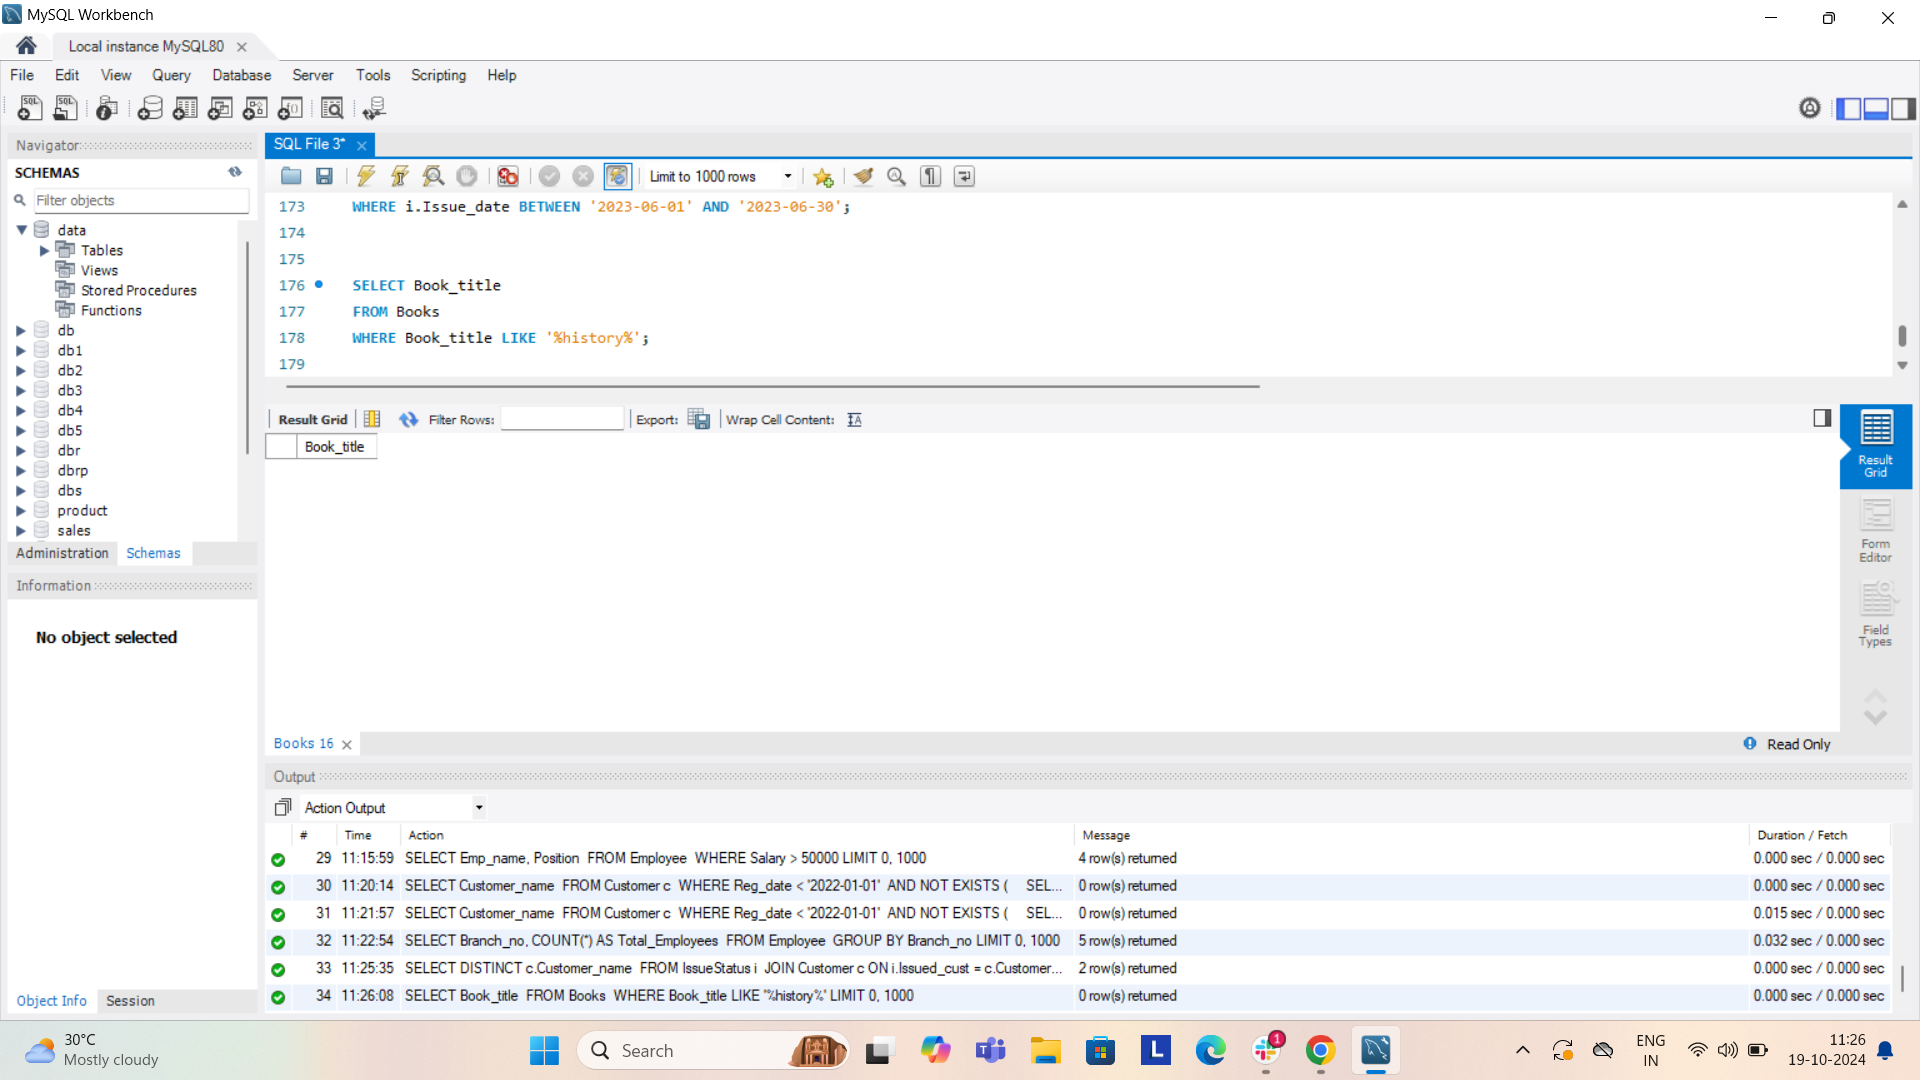 MySQL Workbench
Local instance MySQL80
File Edit View Query Database Server Tools Scripting Help
Navigator
SCHEMAS
Filter objects
data
Tables
Views
Stored Procedures
Functions
db
db1
db2
db3
db4
db5
dbr
dbrp
dbs
product
sales
Administration Schemas
Information
No object selected
Object Info Session
SQL File 3*
Limit to 1000 rows
173 WHERE i.Issue_date BETWEEN '2023-06-01' AND '2023-06-30';
174
175
176 SELECT Book_title
177 FROM Books
178 WHERE Book_title LIKE '%history%';
179
Result Grid Filter Rows: Export: Wrap Cell Content:
Book_title
Result
Grid
Form
Editor
Field
Types
Books 16
Read Only
Output
Action Output
# Time Action Message Duration / Fetch
29 11:15:59 SELECT Emp_name, Position FROM Employee WHERE Salary > 50000 LIMIT 0, 1000 4 row(s) returned 0.000 sec / 0.000 sec
30 11:20:14 SELECT Customer_name FROM Customer c WHERE Reg_date < '2022-01-01' AND NOT EXISTS ( SEL... 0 row(s) returned 0.000 sec / 0.000 sec
31 11:21:57 SELECT Customer_name FROM Customer c WHERE Reg_date < '2022-01-01' AND NOT EXISTS ( SEL... 0 row(s) returned 0.015 sec / 0.000 sec
32 11:22:54 SELECT Branch_no, COUNT(*) AS Total_Employees FROM Employee GROUP BY Branch_no LIMIT 0, 1000 5 row(s) returned 0.032 sec / 0.000 sec
33 11:25:35 SELECT DISTINCT c.Customer_name FROM IssueStatus i JOIN Customer c ON i.Issued_cust = c.Customer... 2 row(s) returned 0.000 sec / 0.000 sec
34 11:26:08 SELECT Book_title FROM Books WHERE Book_title LIKE '%history%' LIMIT 0, 1000 0 row(s) returned 0.000 sec / 0.000 sec
30°C
Mostly cloudy
Search
1
ENG
IN
11:26
19-10-2024